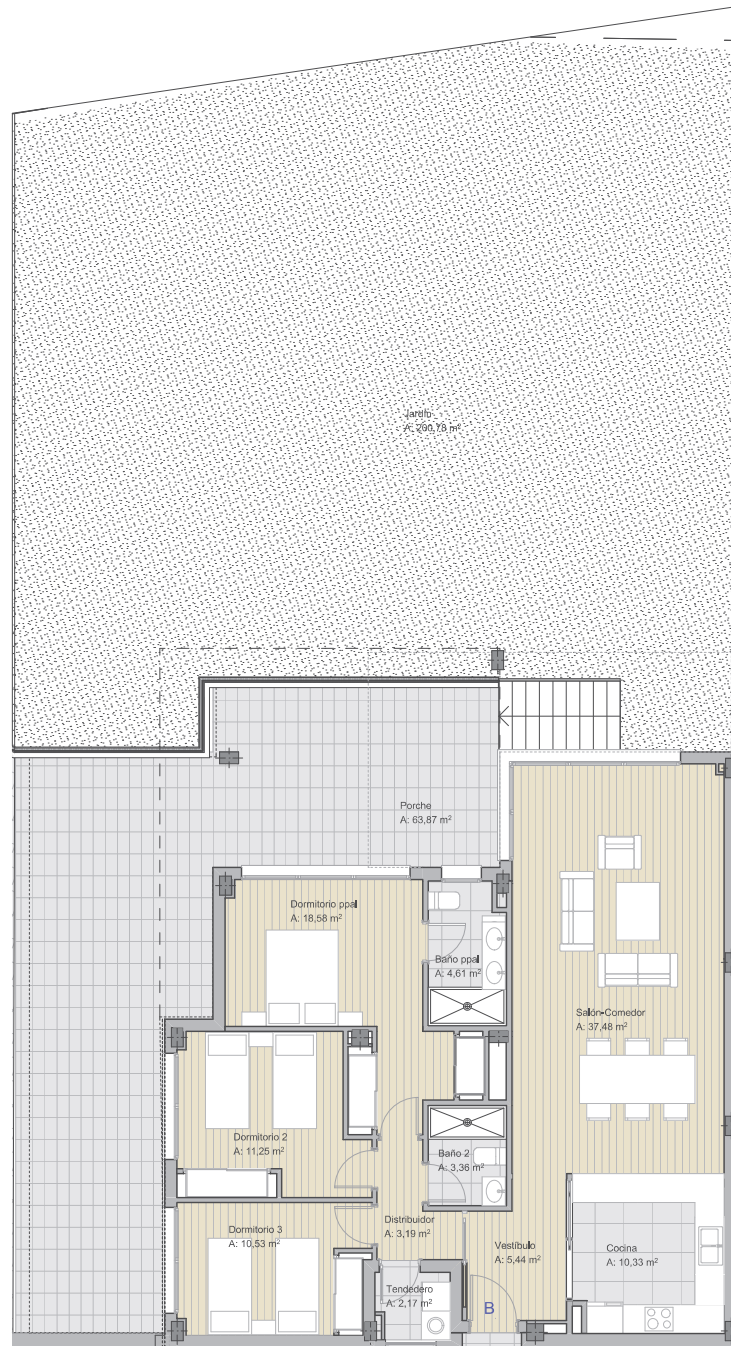 Jardín
A: 200,78 m²
Porche
A: 63,87 m²
Dormitorio ppal
A: 18,58 m²
Baño ppal
A: 4,61 m²
Salón-Comedor
A: 37,48 m²
Dormitorio 2
A: 11,25 m²
Baño 2
A: 3,36 m²
Distribuidor
A: 3,19 m²
Dormitorio 3
A: 10,53 m²
Vestíbulo
A: 5,44 m²
Cocina
A: 10,33 m²
Tendedero
A: 2,17 m²
B